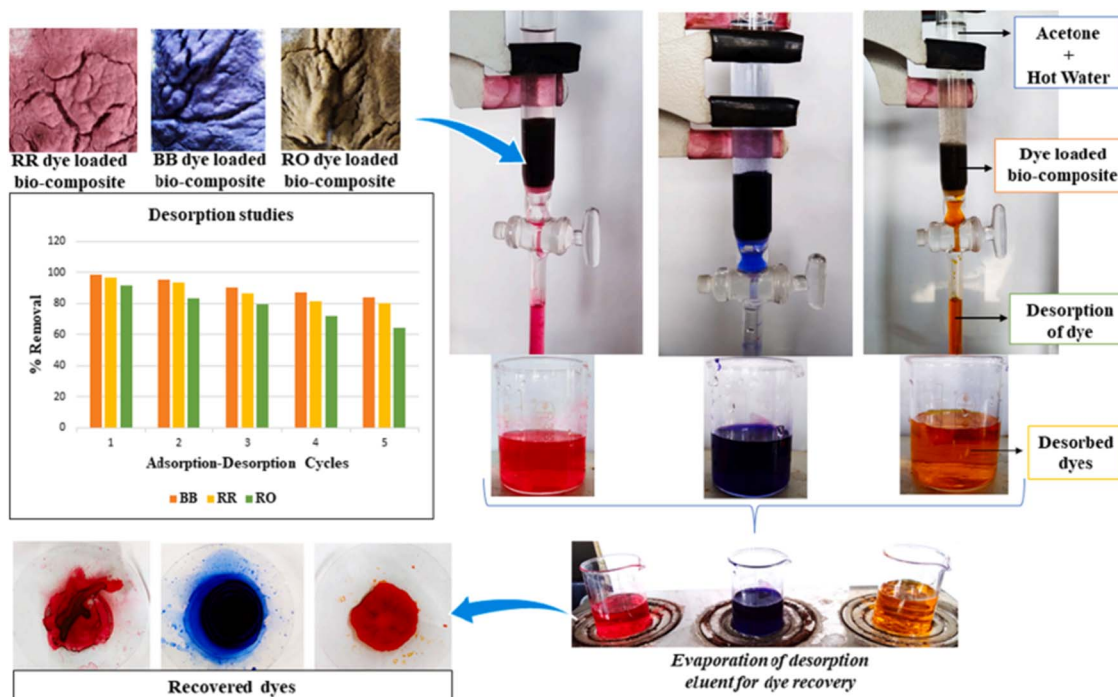 RR dye loaded
bio-composite
BB dye loaded
bio-composite
RO dye loaded
bio-composite
Acetone
+
Hot Water
Dye loaded
bio-composite
Desorption
of dye
Desorbed
dyes
Desorption studies
120
100
80
60
40
20
0
% Removal
1
2
3
4
5
Adsorption-Desorption Cycles
BB
RR
RO
Evaporation of desorption
eluent for dye recovery
Recovered dyes